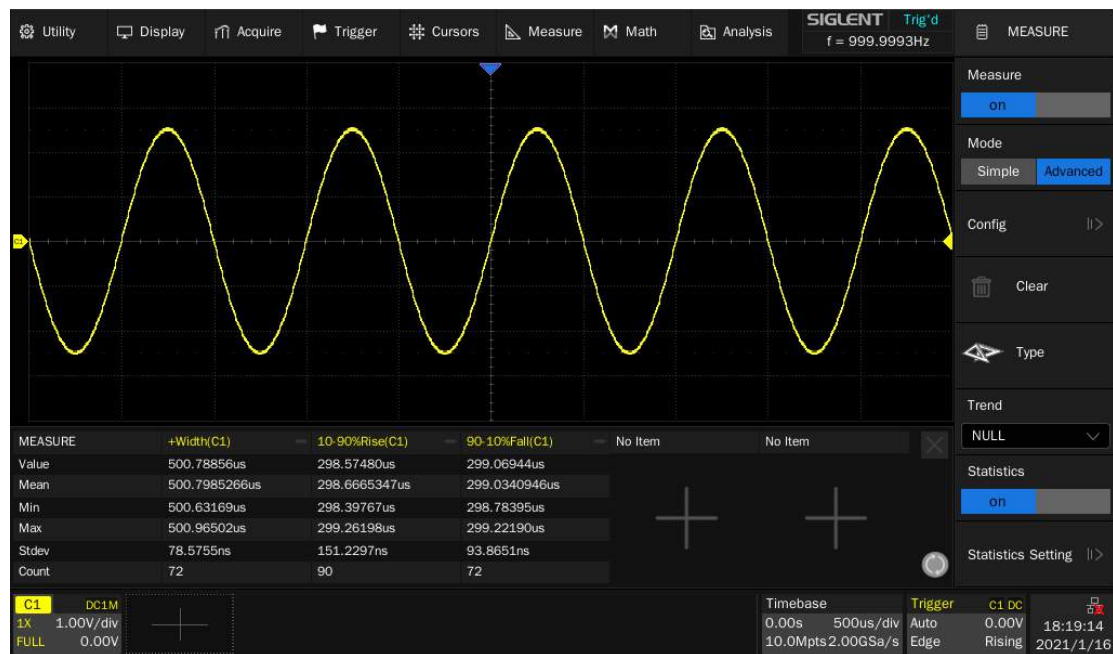 Utility Display Acquire Trigger Cursors Measure Math Analysis SIGLENT Trig'd MEASURE
f = 999.9993Hz
Measure
on
Mode
Simple Advanced
C1
Config
Clear
Type
Trend
NULL
Statistics
on
Statistics Setting
MEASURE +Width(C1) 10-90%Rise(C1) 90-10%Fall(C1) No Item No Item
Value 500.78856us 298.57480us 299.06944us
Mean 500.7985266us 298.6665347us 299.0340946us
Min 500.63169us 298.39767us 298.78395us
Max 500.96502us 299.26198us 299.22190us
Stdev 78.5755ns 151.2297ns 93.8651ns
Count 72 90 72
C1 DC1M Timebase Trigger C1 DC
1X 1.00V/div 0.00s 500us/div Auto 0.00V 18:19:14
FULL 0.00V 10.0Mpts 2.00GSa/s Edge Rising 2021/1/16